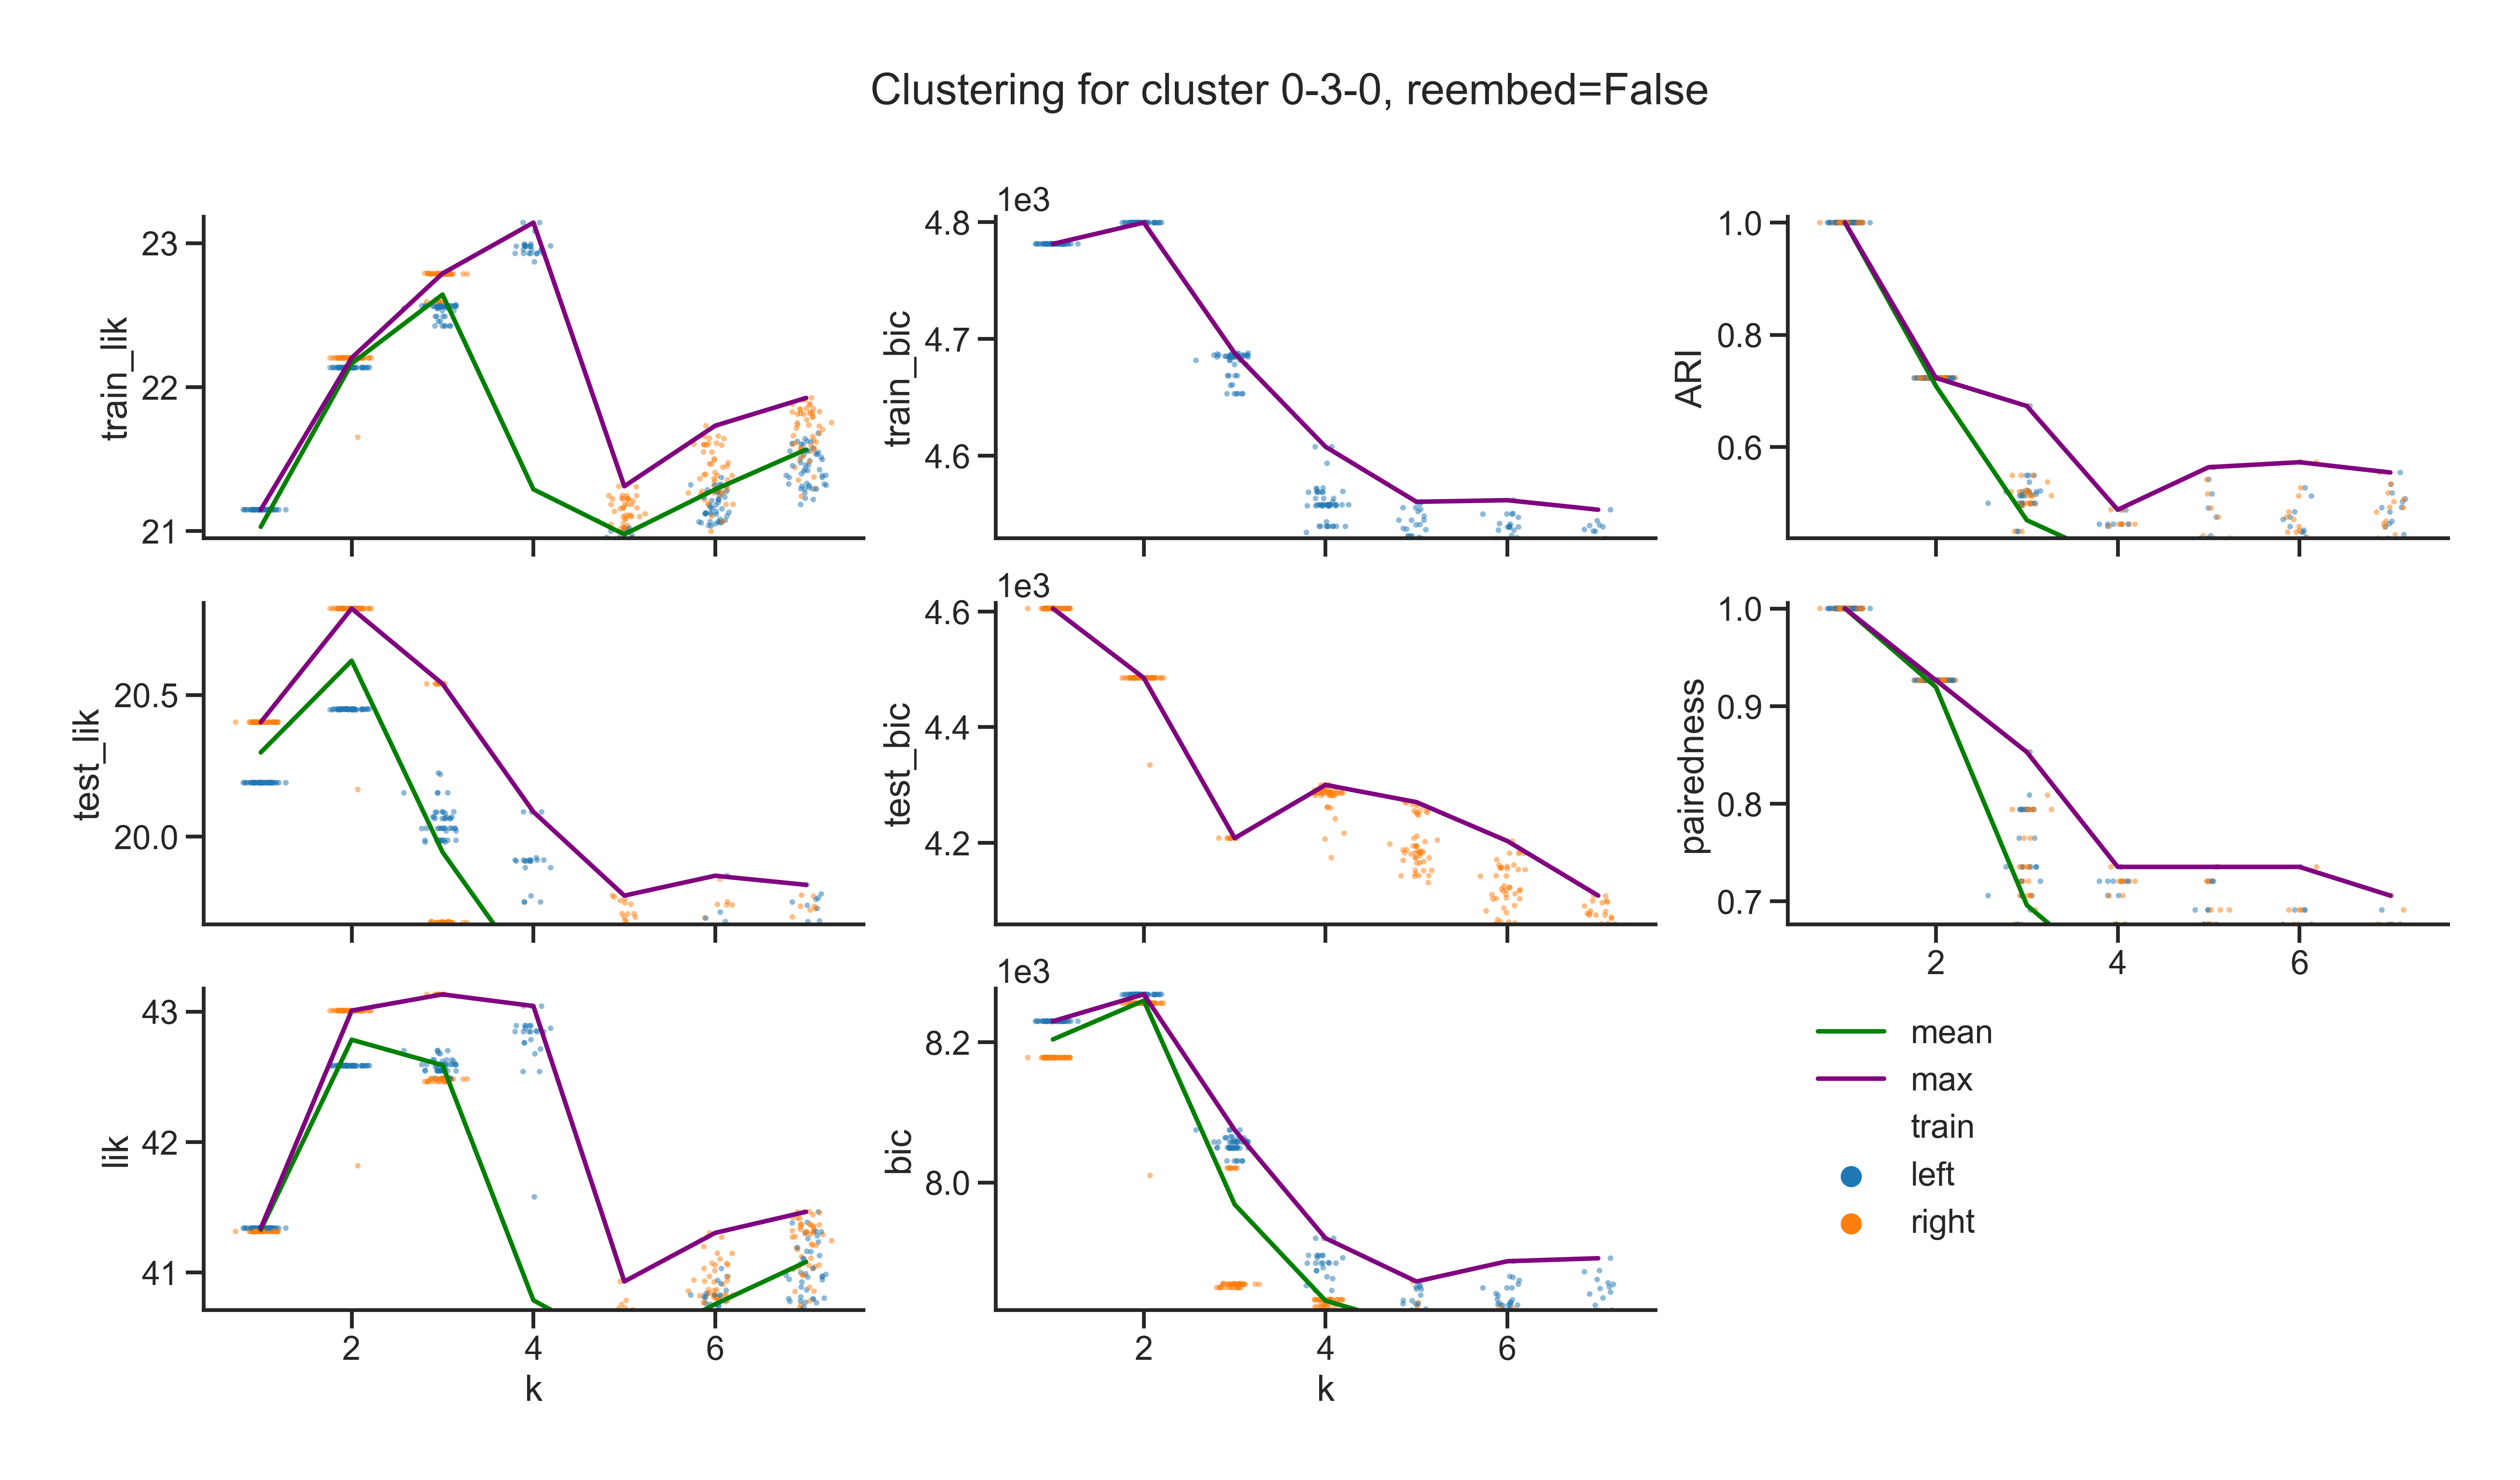 Clustering for cluster 0-3-0, reembed=False
train_lik
23
22
21
1e3
train_bic
4.8
4.7
4.6
ARI
1.0
0.8
0.6
test_lik
20.5
20.0
1e3
test_bic
4.6
4.4
4.2
pairedness
1.0
0.9
0.8
0.7
2 4 6
lik
43
42
41
2 4 6
k
1e3
bic
8.2
8.0
2 4 6
k
mean
max
train
left
right